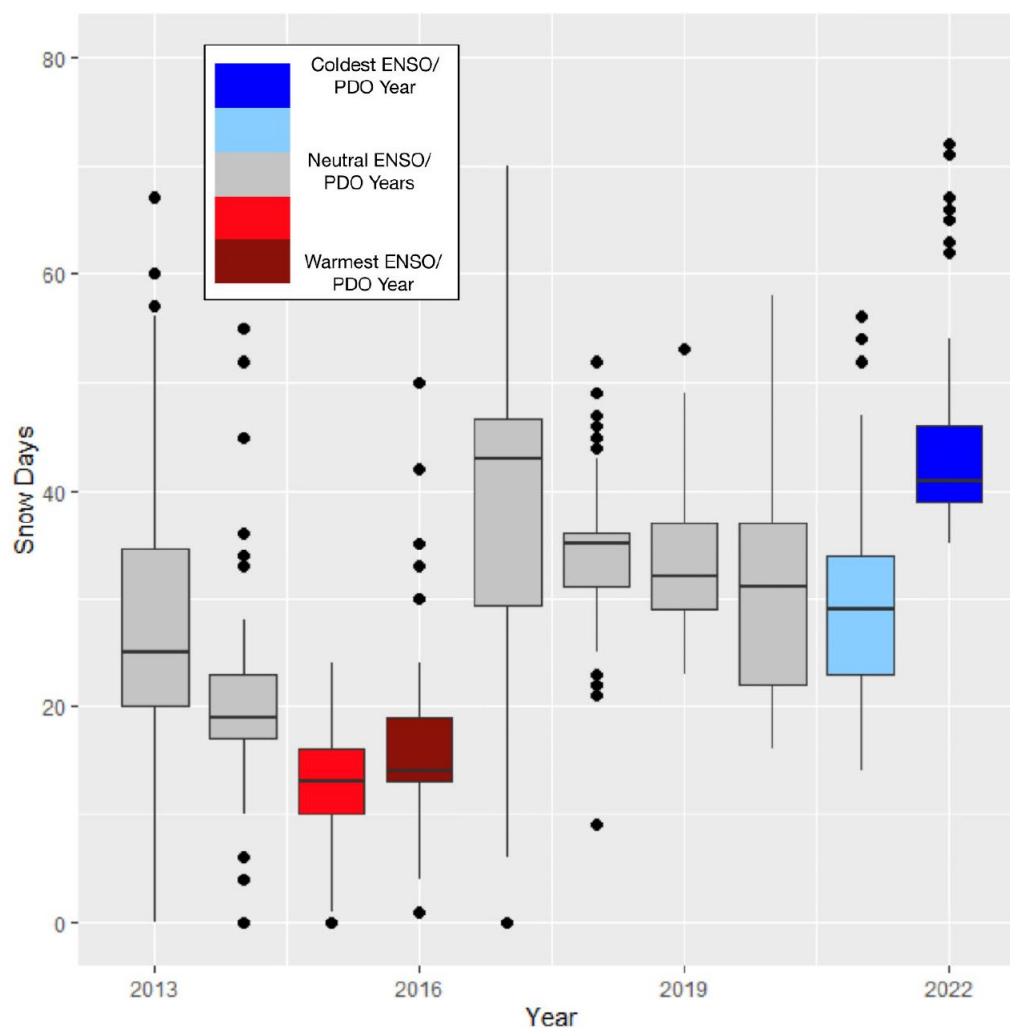 80
60
40
20
0
Snow Days
Coldest ENSO/
PDO Year
Neutral ENSO/
PDO Years
Warmest ENSO/
PDO Year
2013
2016
2019
2022
Year